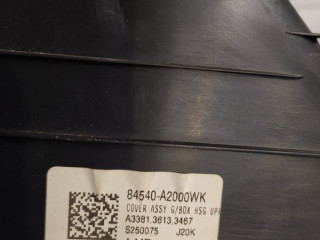 84540-A2000WK
COVER ASSY G/BOX HSG UPR
A3381.3613.3467
S250075 J20K